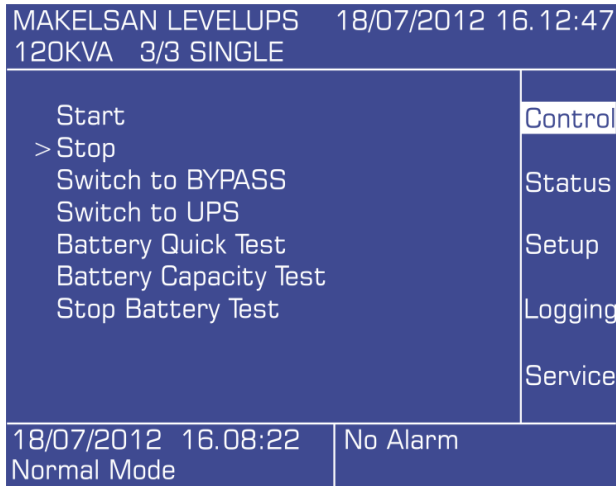 MAKELSAN LEVELUPS 18/07/2012 16.12:47
120KVA 3/3 SINGLE
Start
>Stop
Switch to BYPASS
Switch to UPS
Battery Quick Test
Battery Capacity Test
Stop Battery Test
Control
Status
Setup
Logging
Service
18/07/2012 16.08:22
Normal Mode
No Alarm